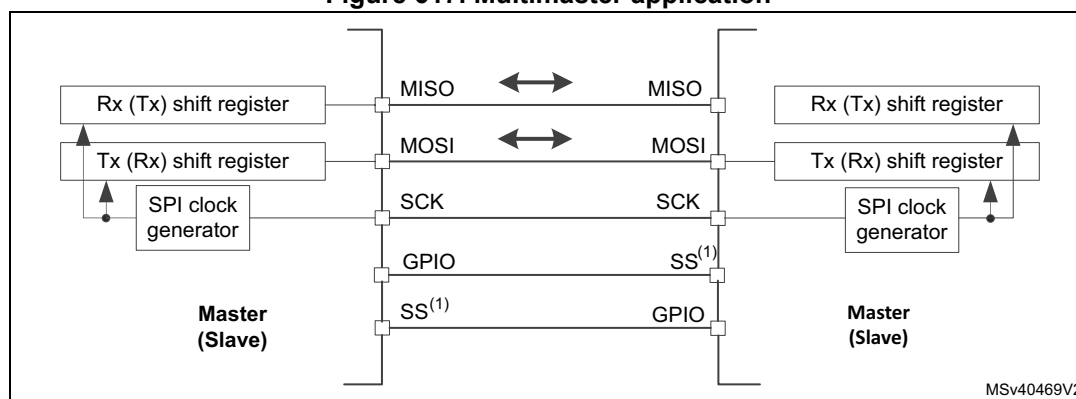 Figure 617. Multimaster application
MISO MISO
Rx (Tx) shift register Rx (Tx) shift register
MOSI MOSI
Tx (Rx) shift register Tx (Rx) shift register
SCK SCK
SPI clock SPI clock
generator generator
GPIO SS(1)
SS(1) GPIO
Master Master
(Slave) (Slave)
MSv40469V2